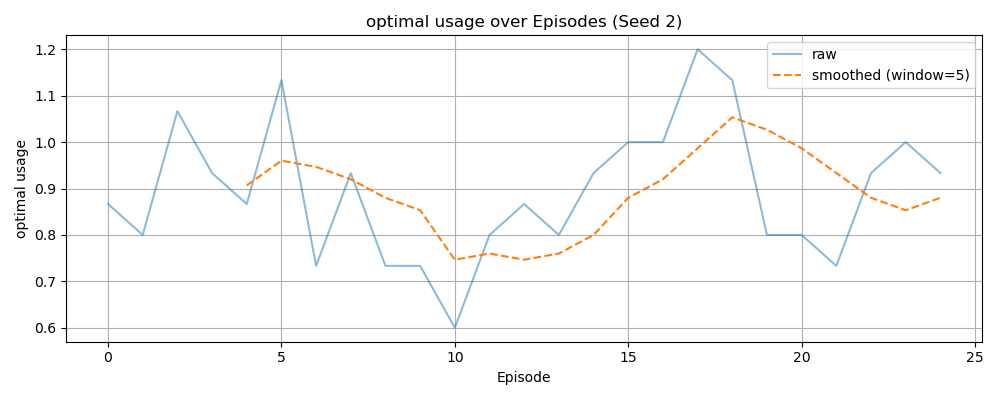 optimal usage over Episodes (Seed 2)
optimal usage
1.2
1.1
1.0
0.9
0.8
0.7
0.6
raw
smoothed (window=5)
0 5 10 15 20 25
Episode